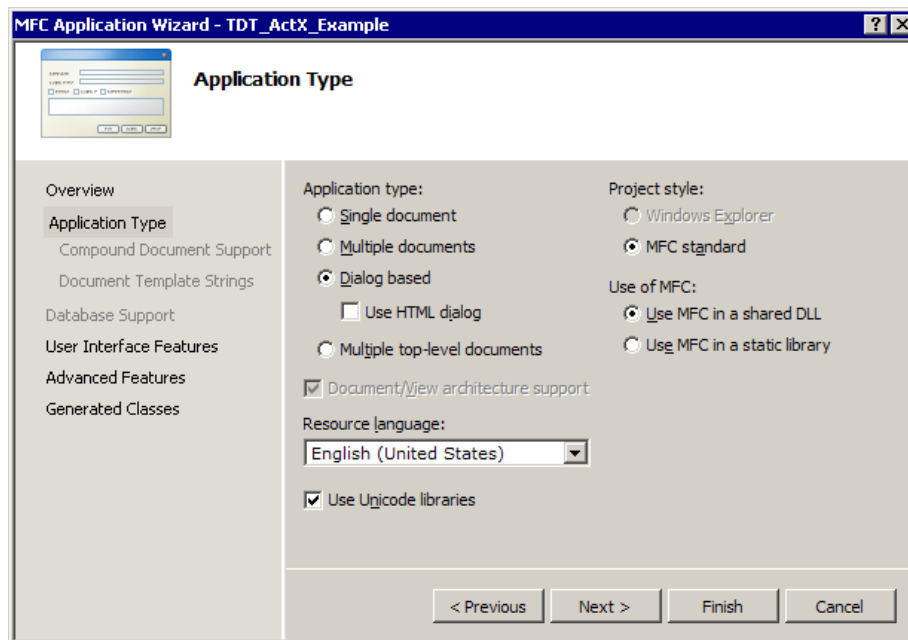 MFC Application Wizard - TDT_ActX_Example
Application Type
Overview
Application Type
Compound Document Support
Document Template Strings
Database Support
User Interface Features
Advanced Features
Generated Classes
Application type:
Single document
Multiple documents
Dialog based
Use HTML dialog
Multiple top-level documents
Document/View architecture support
Resource language:
English (United States)
Use Unicode libraries
Project style:
Windows Explorer
MFC standard
Use of MFC:
Use MFC in a shared DLL
Use MFC in a static library
< Previous
Next >
Finish
Cancel